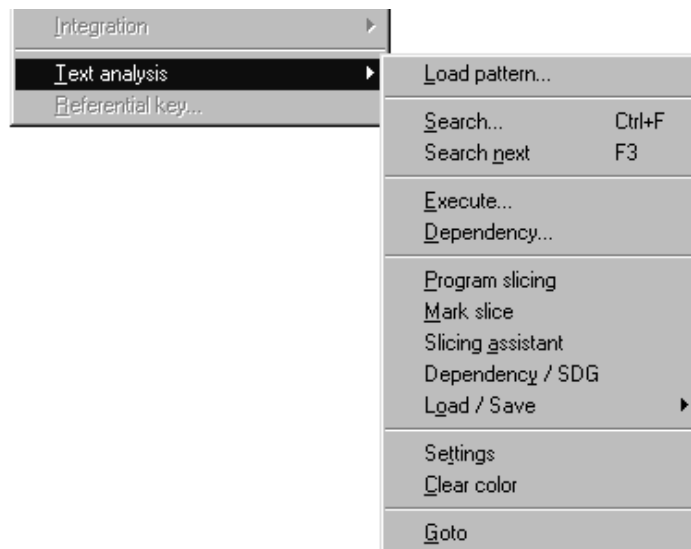 Integration
Text analysis
Referential key...
Load pattern...
Search... Ctrl+F
Search next F3
Execute...
Dependency...
Program slicing
Mark slice
Slicing assistant
Dependency / SDG
Load / Save
Settings
Clear color
Goto